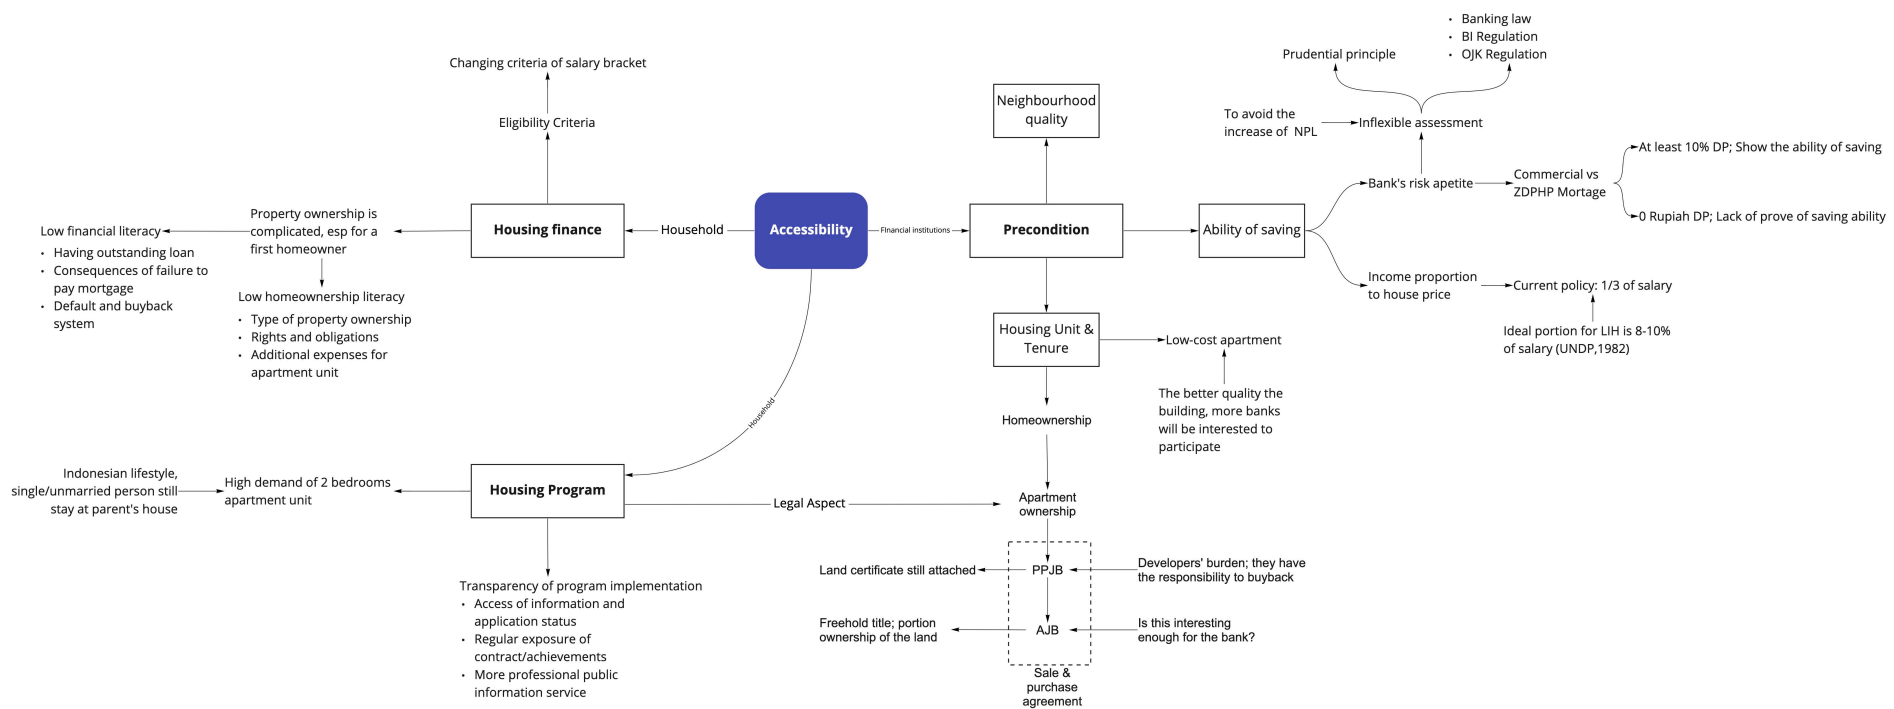 • Banking law
• BI Regulation
• OJK Regulation
Prudential principle
Changing criteria of salary bracket
Neighbourhood
quality
To avoid the
increase of NPL
Inflexible assessment
Eligibility Criteria
At least 10% DP; Show the ability of saving
Commercial vs
ZDPHP Mortage
Bank's risk apetite
0 Rupiah DP; Lack of prove of saving ability
Property ownership is
complicated, esp for a
first homeowner
Housing finance
Household
Accessibility
FInancial institutions
Precondition
Ability of saving
Low financial literacy
• Having outstanding loan
• Consequences of failure to
pay mortgage
• Default and buyback
system
Low homeownership literacy
• Type of property ownership
• Rights and obligations
• Additional expenses for
apartment unit
Income proportion
to house price
Current policy: 1/3 of salary
Ideal portion for LIH is 8-10%
of salary (UNDP,1982)
Housing Unit &
Tenure
Low-cost apartment
The better quality the
building, more banks
will be interested to
participate
Household
Homeownership
Indonesian lifestyle,
single/unmarried person still
stay at parent's house
High demand of 2 bedrooms
apartment unit
Housing Program
Legal Aspect
Apartment
ownership
Transparency of program implementation
• Access of information and
application status
• Regular exposure of
contract/achievements
• More professional public
information service
Land certificate still attached
PPJB
Developers' burden; they have
the responsibility to buyback
Freehold title; portion
ownership of the land
AJB
Is this interesting
enough for the bank?
Sale &
purchase
agreement